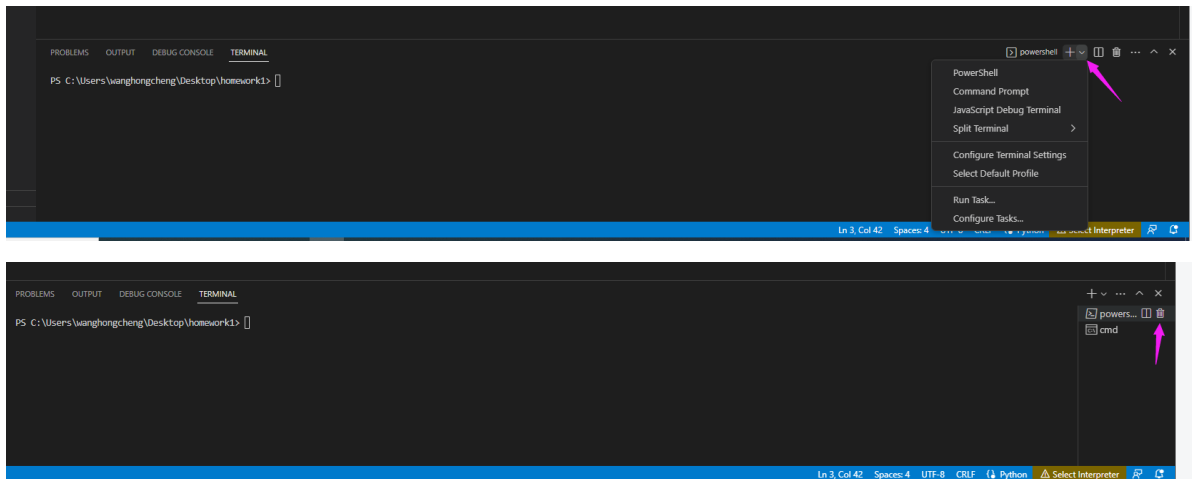 PROBLEMS OUTPUT DEBUG CONSOLE TERMINAL powershell
PS C:\Users\wanghongcheng\Desktop\homework1>
PowerShell
Command Prompt
JavaScript Debug Terminal
Split Terminal
Configure Terminal Settings
Select Default Profile
Run Task...
Configure Tasks...
Ln 3, Col 42 Spaces: 4 Interpreter
PROBLEMS OUTPUT DEBUG CONSOLE TERMINAL
PS C:\Users\wanghongcheng\Desktop\homework1>
powers...
cmd
Ln 3, Col 42 Spaces: 4 UTF-8 CRLF Python Select Interpreter